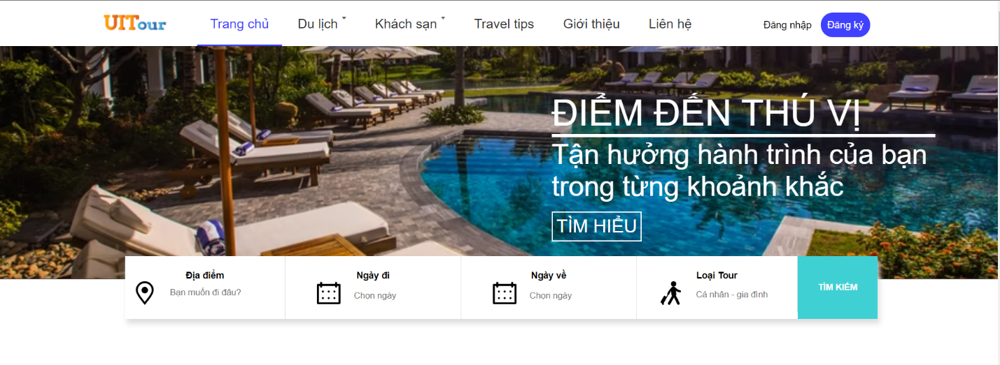 UITour
Trang chủ
Du lịch
Khách sạn
Travel tips
Giới thiệu
Liên hệ
Đăng nhập
Đăng ký
ĐIỂM ĐẾN THÚ VỊ
Tận hưởng hành trình của bạn
trong từng khoảnh khắc
TÌM HIỂU
Địa điểm
Bạn muốn đi đâu?
Ngày đi
Chọn ngày
Ngày về
Chọn ngày
Loại Tour
Cá nhân - gia đình
TÌM KIẾM